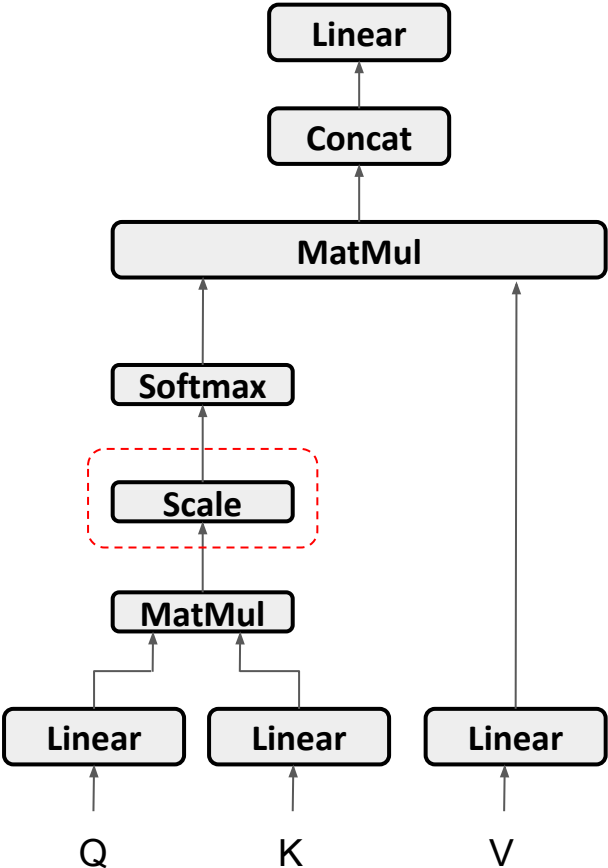 Linear
Concat
MatMul
Softmax
Scale
MatMul
Linear Linear Linear
Q K V